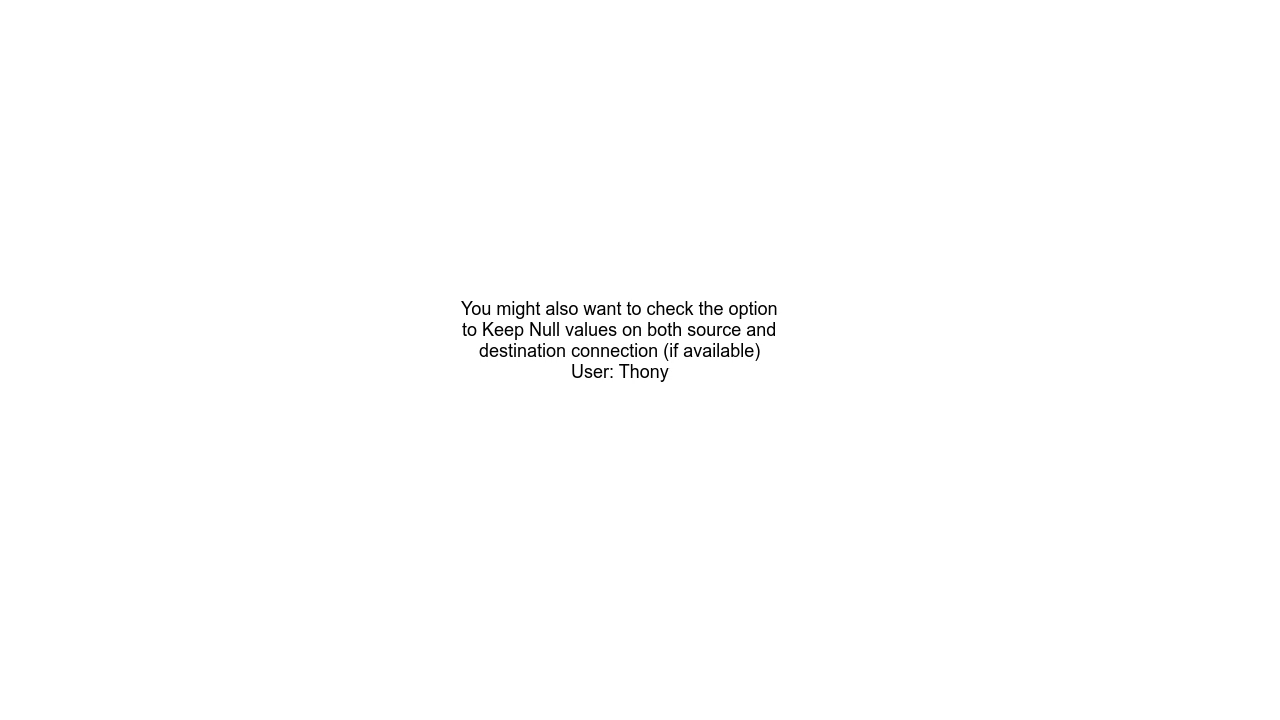 You might also want to check the option
to Keep Null values on both source and
destination connection (if available)
User: Thony